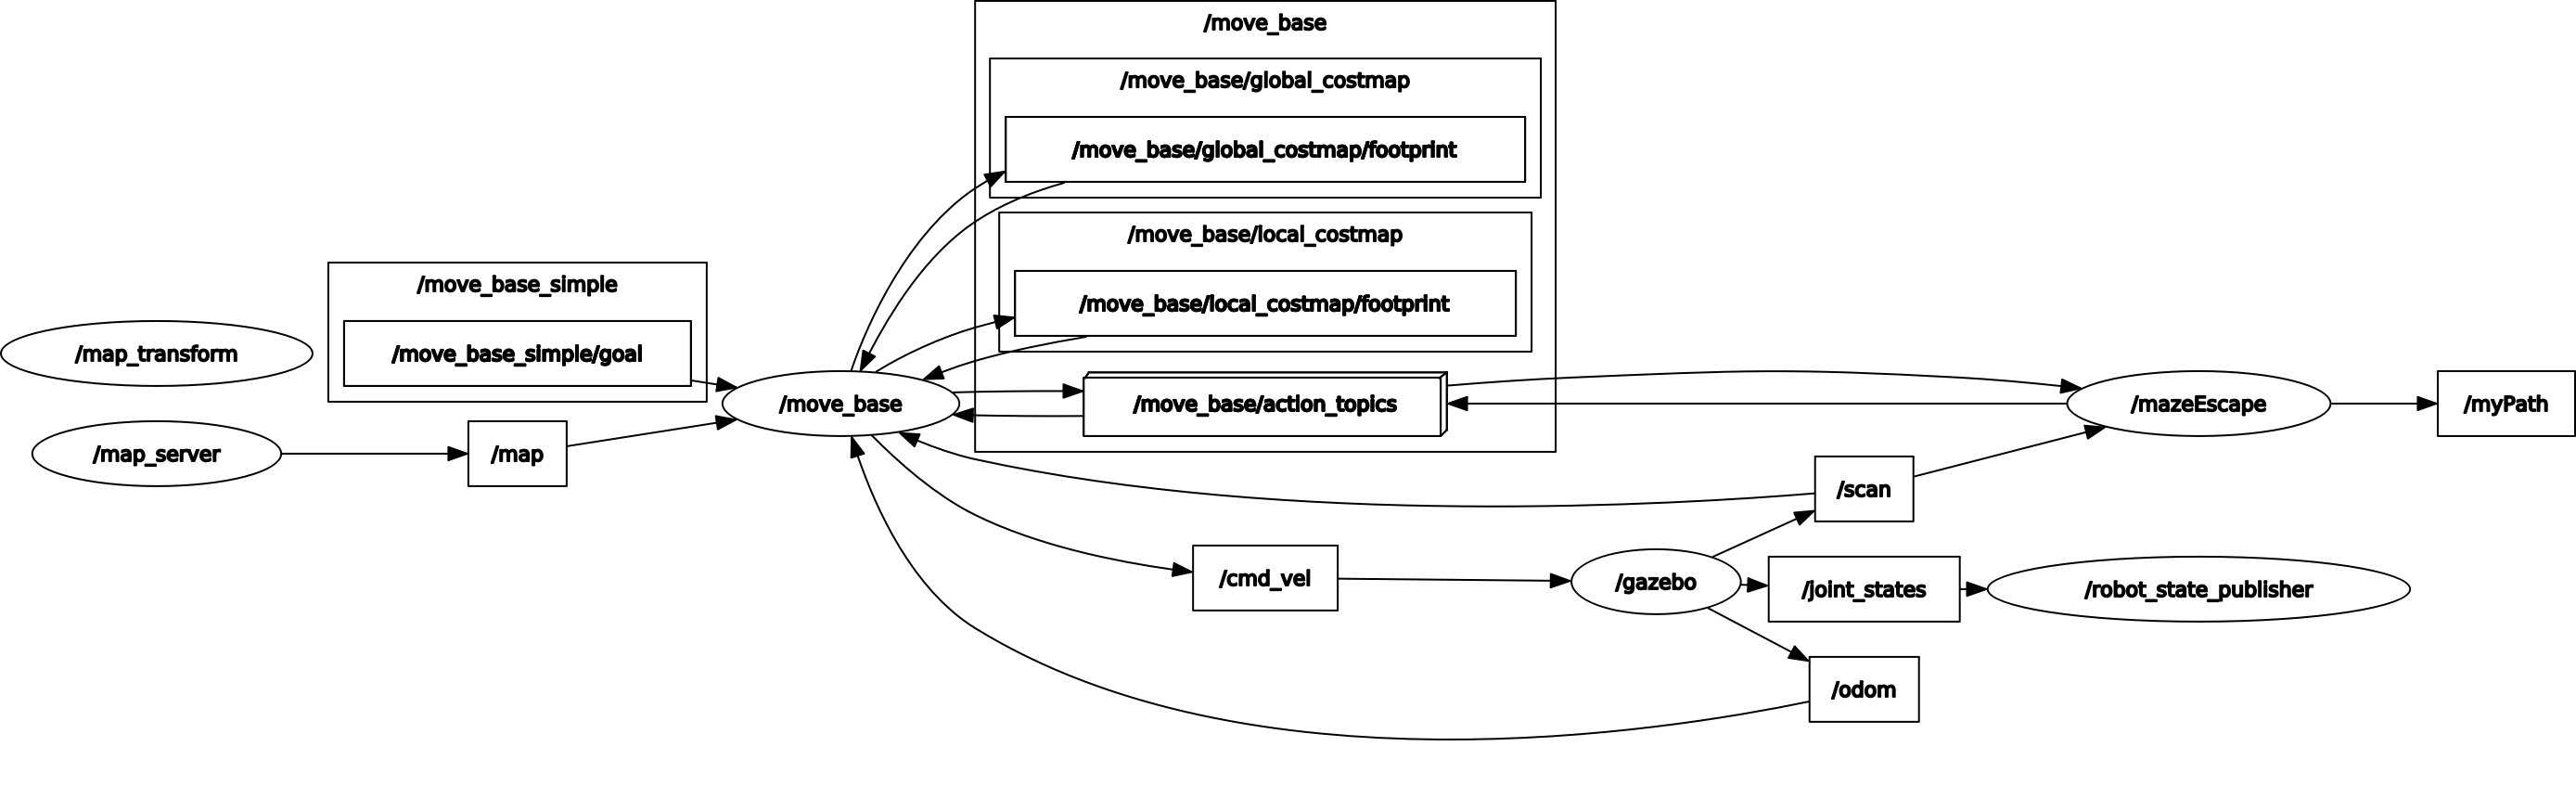 /move_base
/move_base/global_costmap
/move_base/global_costmap/footprint
/move_base/local_costmap
/move_base_simple
/move_base/local_costmap/footprint
/map_transform
/move_base_simple/goal
/move_base
/move_base/action_topics
/mazeEscape
/myPath
/map_server
/map
/scan
/cmd_vel
/gazebo
/joint_states
/robot_state_publisher
/odom